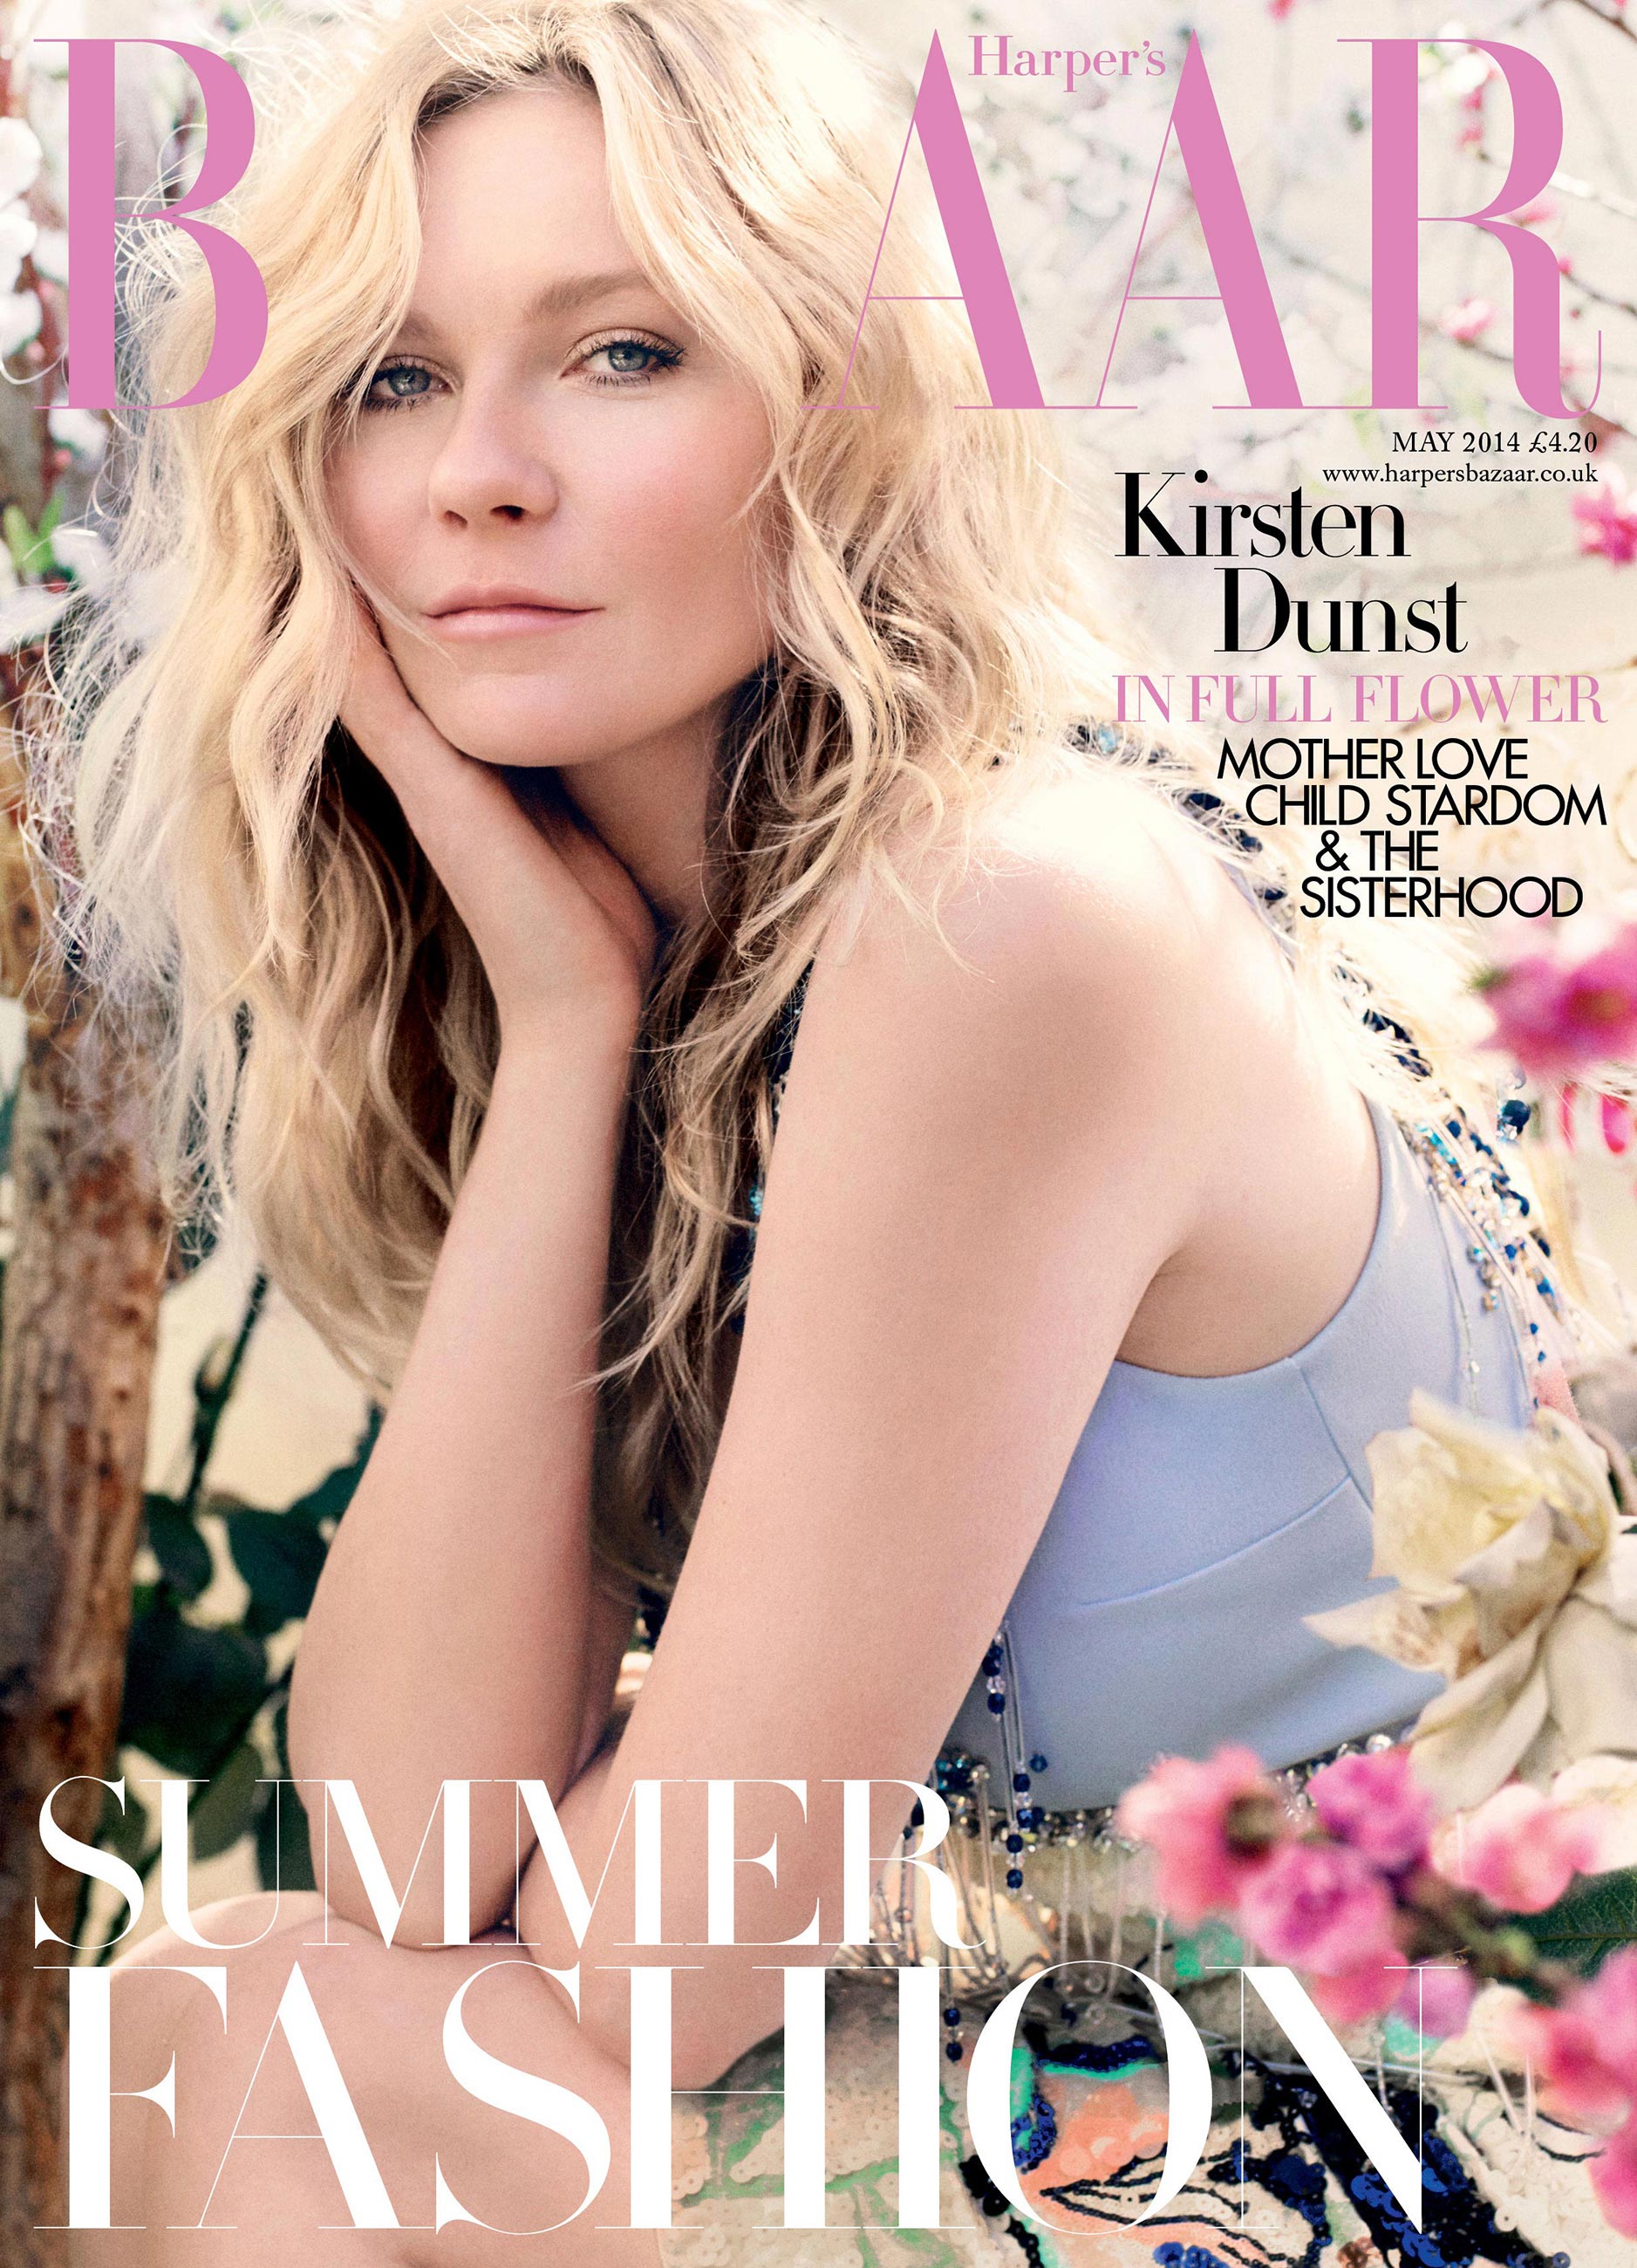 Harper's
B AAR
MAY 2014 £4.20
www.harpersbazaar.co.uk
Kirsten
Dunst
IN FULL FLOWER
MOTHER LOVE
CHILD STARDOM
& THE
SISTERHOOD
SUMMER
FASHION